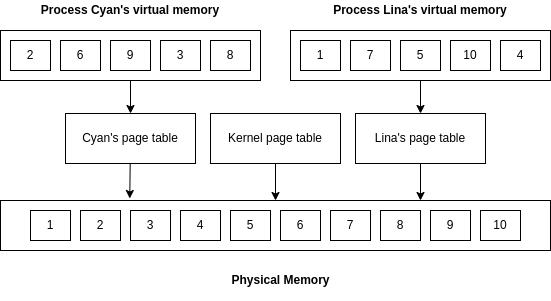 Process Cyan's virtual memory Process Lina's virtual memory
2 6 9 3 8 1 7 5 10 4
Cyan's page table Kernel page table Lina's page table
1 2 3 4 5 6 7 8 9 10
Physical Memory